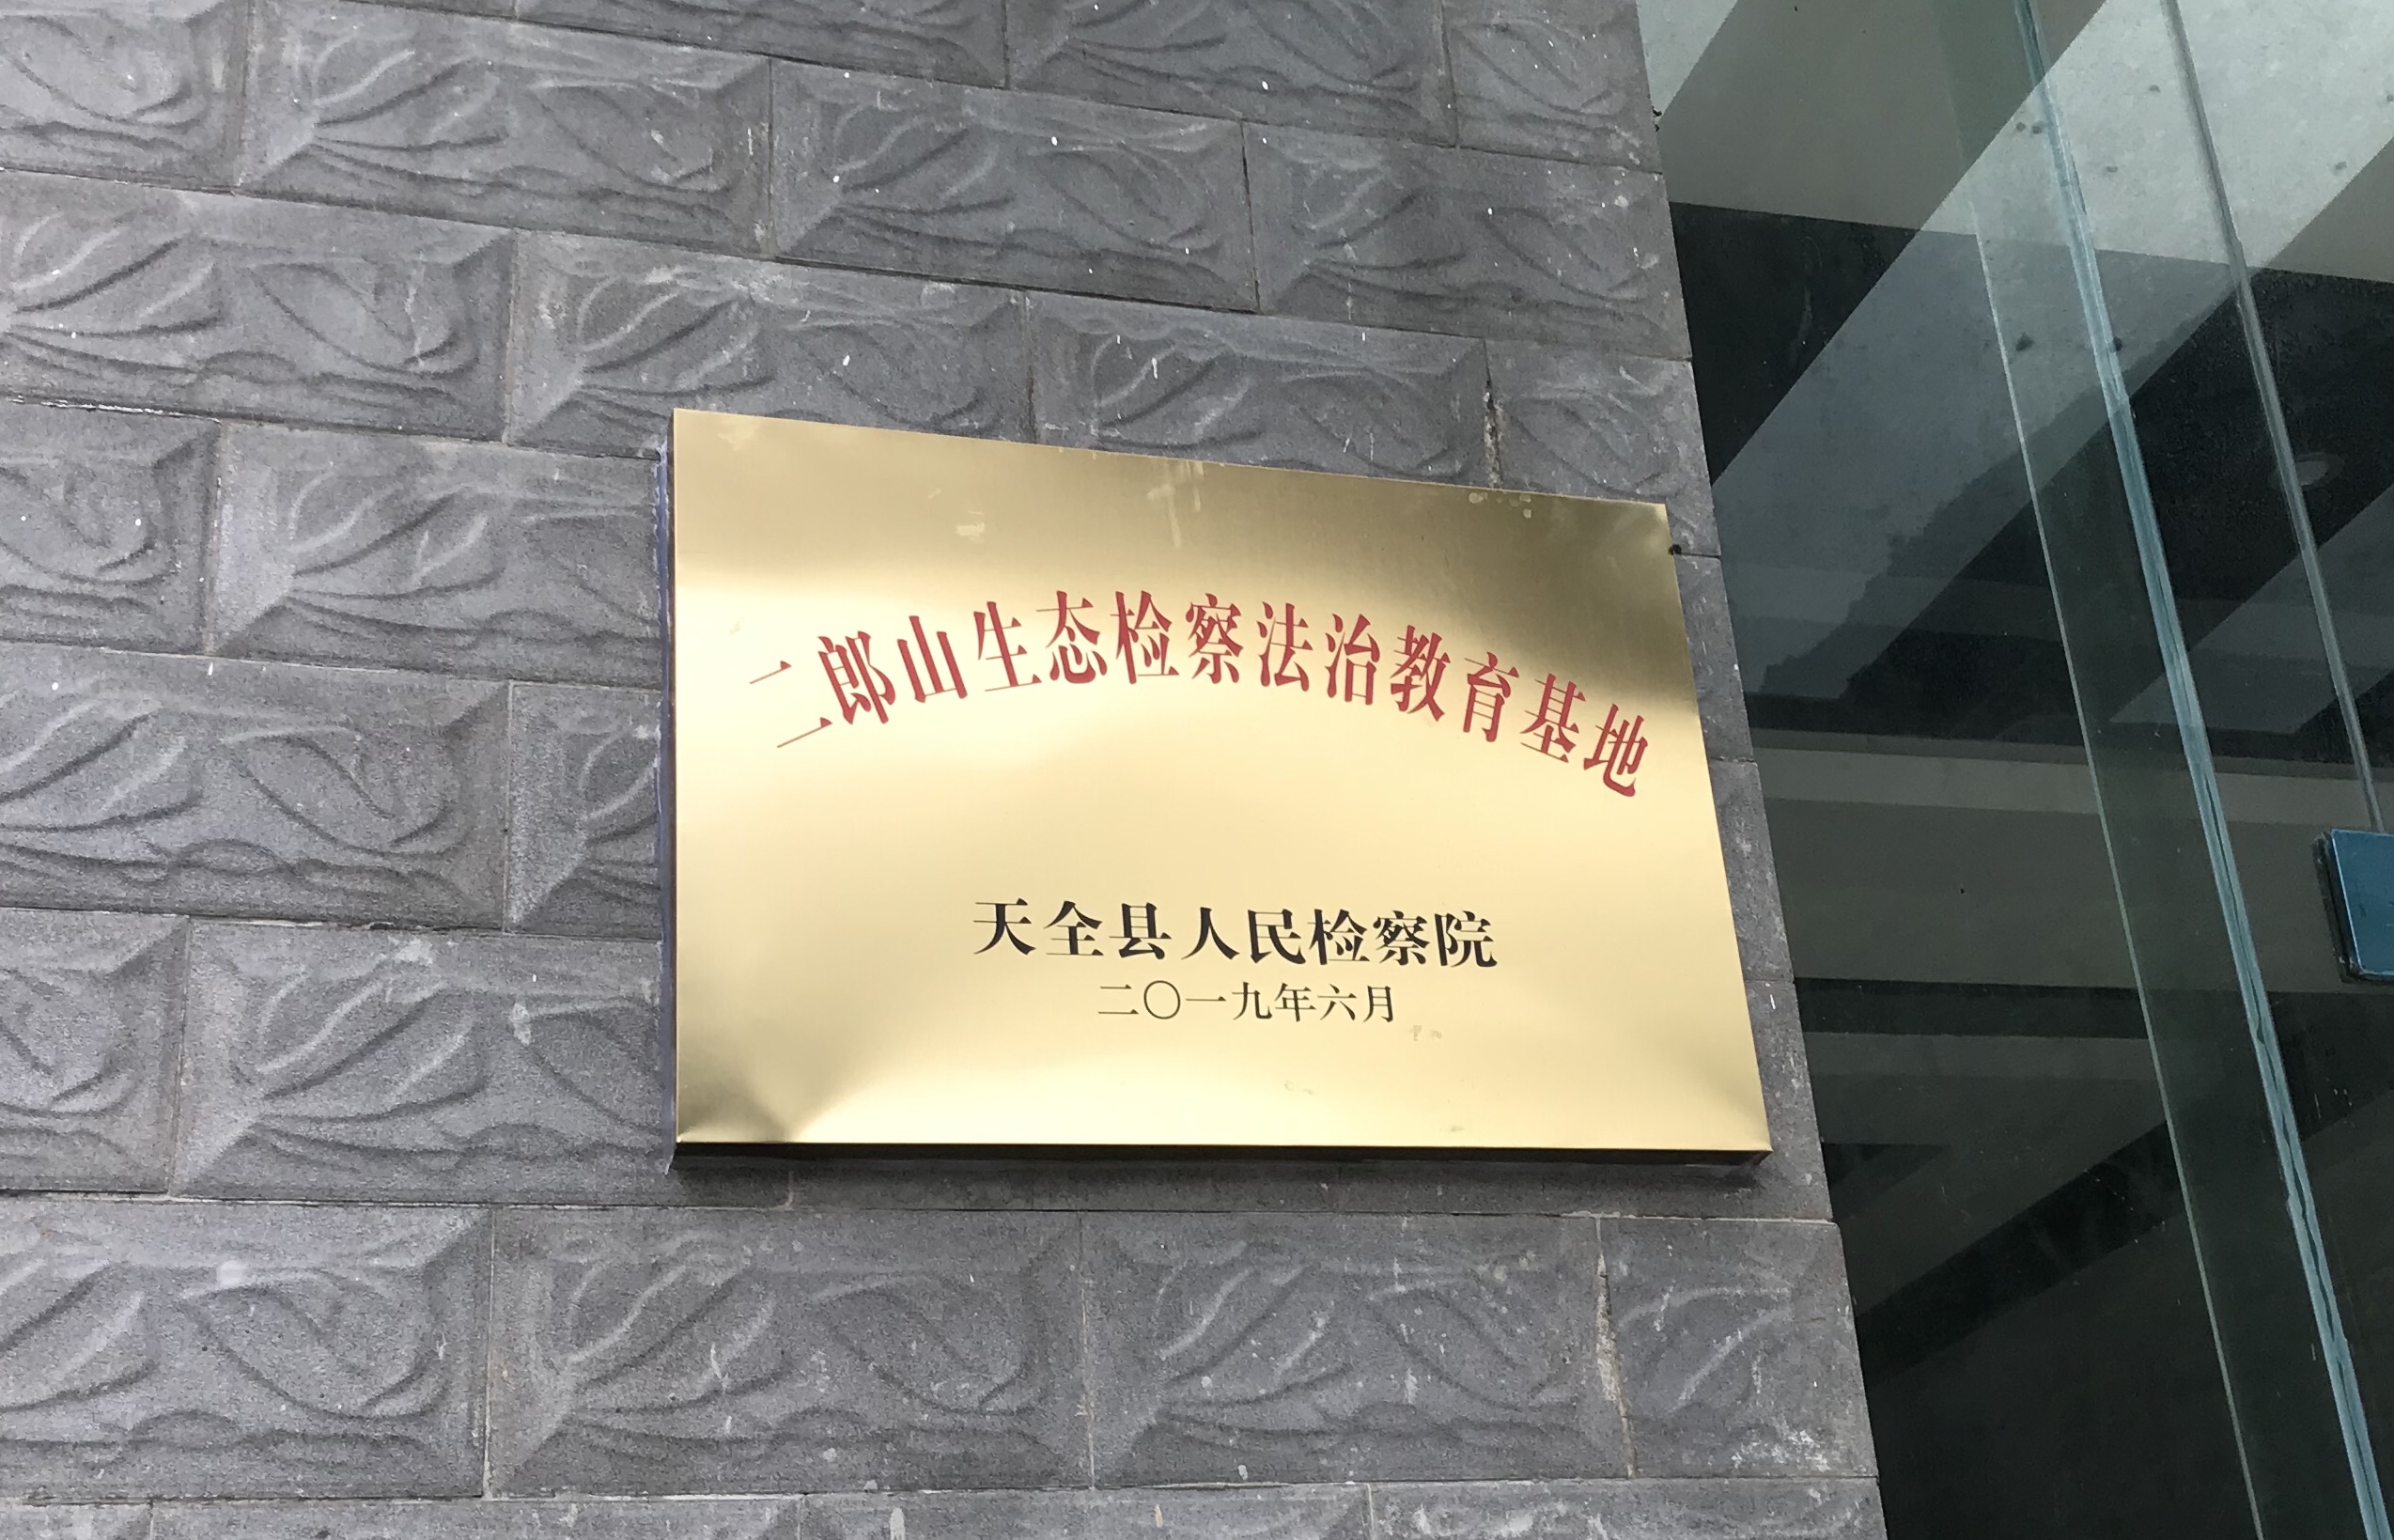 二郎山生态检察法治教育基地
天全县人民检察院
二〇一九年六月